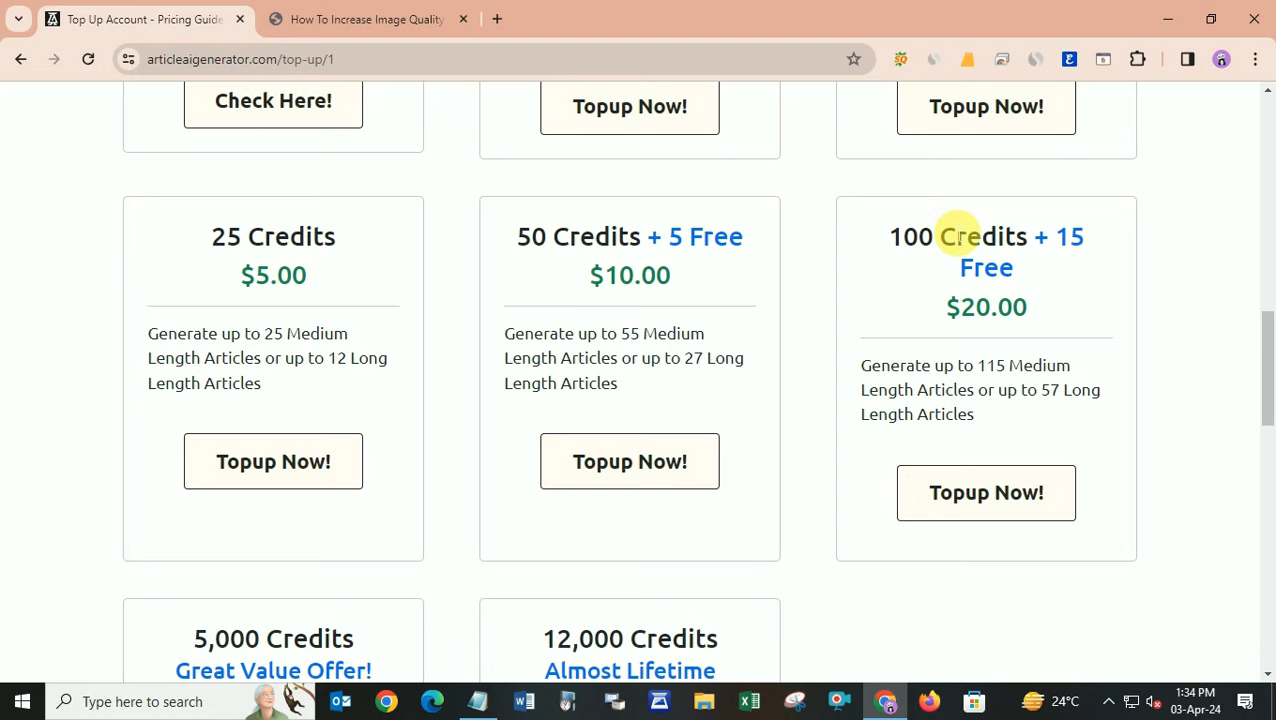 Top Up Account - Pricing Guide
How To Increase Image Quality
articleaigenerator.com/top-up/1
Check Here!
Topup Now!
Topup Now!
25 Credits
$5.00
Generate up to 25 Medium
Length Articles or up to 12 Long
Length Articles
Topup Now!
50 Credits + 5 Free
$10.00
Generate up to 55 Medium
Length Articles or up to 27 Long
Length Articles
Topup Now!
100 Credits + 15
Free
$20.00
Generate up to 115 Medium
Length Articles or up to 57 Long
Length Articles
Topup Now!
5,000 Credits
Great Value Offer!
12,000 Credits
Almost Lifetime
Type here to search
24°C
1:34 PM
03-Apr-24